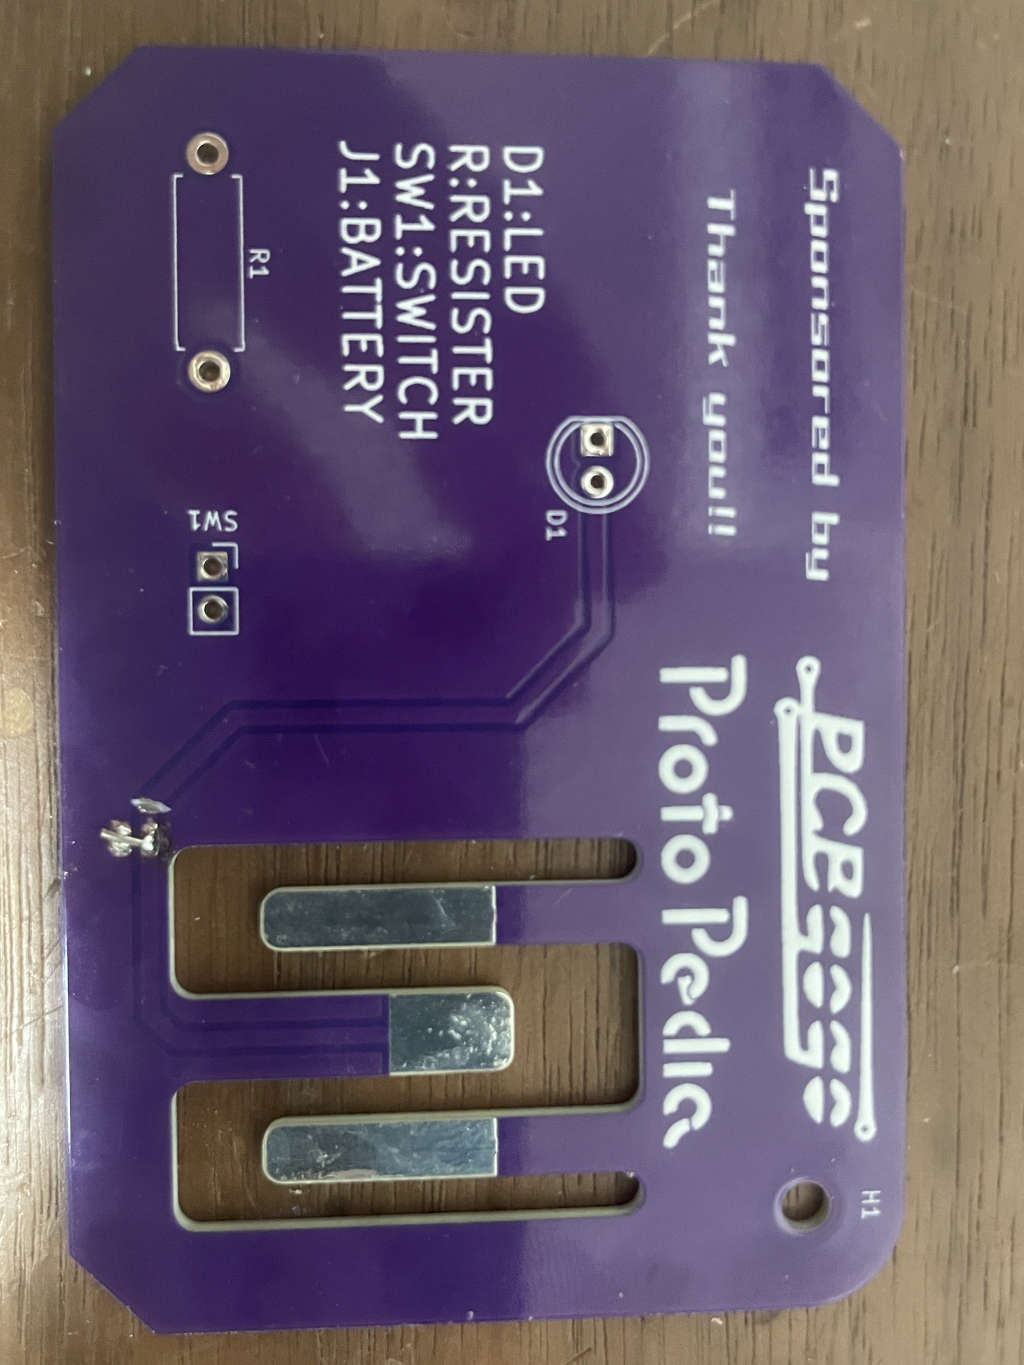 H1
Sponsored by PCBGOGO
Thank you!!
Proto Pedia
D1
D1:LED
R:RESISTER
SW1:SWITCH
J1:BATTERY
R1
SW1